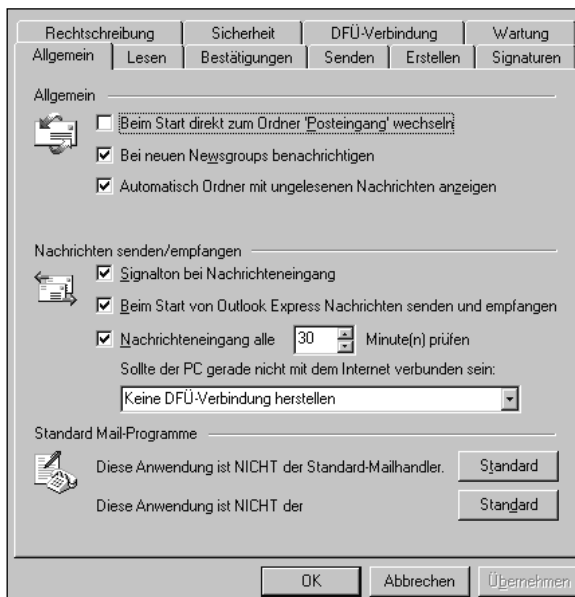 Rechtschreibung Sicherheit DFÜ-Verbindung Wartung
Allgemein Lesen Bestätigungen Senden Erstellen Signaturen
Allgemein
Beim Start direkt zum Ordner 'Posteingang' wechseln
Bei neuen Newsgroups benachrichtigen
Automatisch Ordner mit ungelesenen Nachrichten anzeigen
Nachrichten senden/empfangen
Signalton bei Nachrichteneingang
Beim Start von Outlook Express Nachrichten senden und empfangen
Nachrichteneingang alle 30 Minute(n) prüfen
Sollte der PC gerade nicht mit dem Internet verbunden sein:
Keine DFÜ-Verbindung herstellen
Standard Mail-Programme
Diese Anwendung ist NICHT der Standard-Mailhandler. Standard
Diese Anwendung ist NICHT der Standard
OK Abbrechen Übernehmen